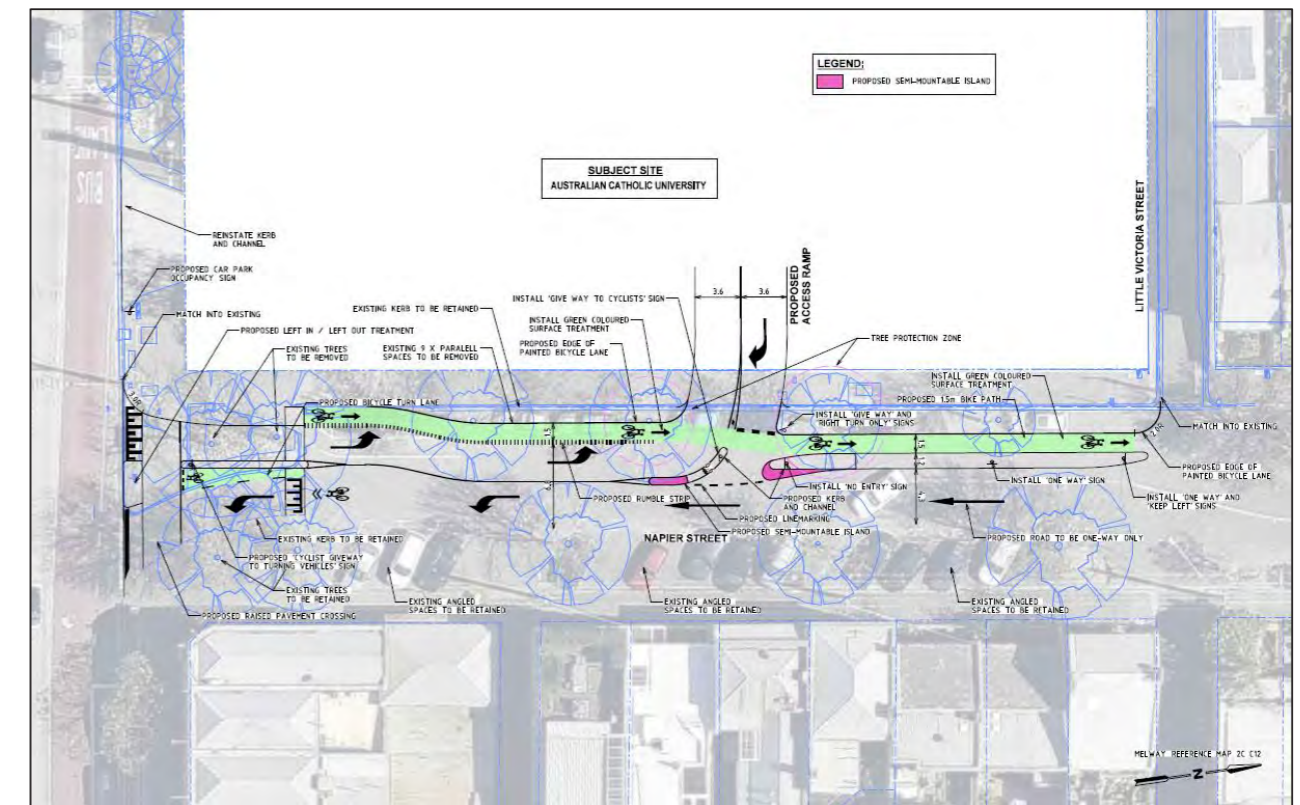 LEGEND:
PROPOSED SEMI-MOUNTABLE ISLAND
SUBJECT SITE
AUSTRALIAN CATHOLIC UNIVERSITY
LITTLE VICTORIA STREET
BUS
LANE
REINSTATE KERB
AND CHANNEL
PROPOSED CAR PARK
OCCUPANCY SIGN
MATCH INTO EXISTING
PROPOSED LEFT IN / LEFT OUT TREATMENT
EXISTING TREES
TO BE REMOVED
EXISTING KERB TO BE RETAINED
EXISTING 9 X PARALELL
SPACES TO BE REMOVED
INSTALL 'GIVE WAY TO CYCLISTS' SIGN
INSTALL GREEN COLOURED
SURFACE TREATMENT
PROPOSED EDGE OF
PAINTED BICYCLE LANE
3.6
3.6
PROPOSED
ACCESS RAMP
TREE PROTECTION ZONE
INSTALL GREEN COLOURED
SURFACE TREATMENT
PROPOSED 1.5m BIKE PATH
PROPOSED BICYCLE TURN LANE
INSTALL 'GIVE WAY' AND
'RIGHT TURN ONLY' SIGNS
MATCH INTO EXISTING
PROPOSED EDGE OF
PAINTED BICYCLE LANE
1.5
1.5
1.2
INSTALL 'NO ENTRY' SIGN
INSTALL 'ONE WAY' SIGN
INSTALL 'ONE WAY' AND
'KEEP LEFT' SIGNS
PROPOSED RUMBLE STRIP
PROPOSED KERB
AND CHANNEL
PROPOSED LINEMARKING
PROPOSED SEMI-MOUNTABLE ISLAND
NAPIER STREET
PROPOSED ROAD TO BE ONE-WAY ONLY
EXISTING KERB TO BE RETAINED
PROPOSED 'CYCLIST GIVEWAY
TO TURNING VEHICLES' SIGN
EXISTING TREES
TO BE RETAINED
PROPOSED RAISED PAVEMENT CROSSING
EXISTING ANGLED
SPACES TO BE RETAINED
EXISTING ANGLED
SPACES TO BE RETAINED
EXISTING ANGLED
SPACES TO BE RETAINED
MELWAY REFERENCE MAP 2C C12
N